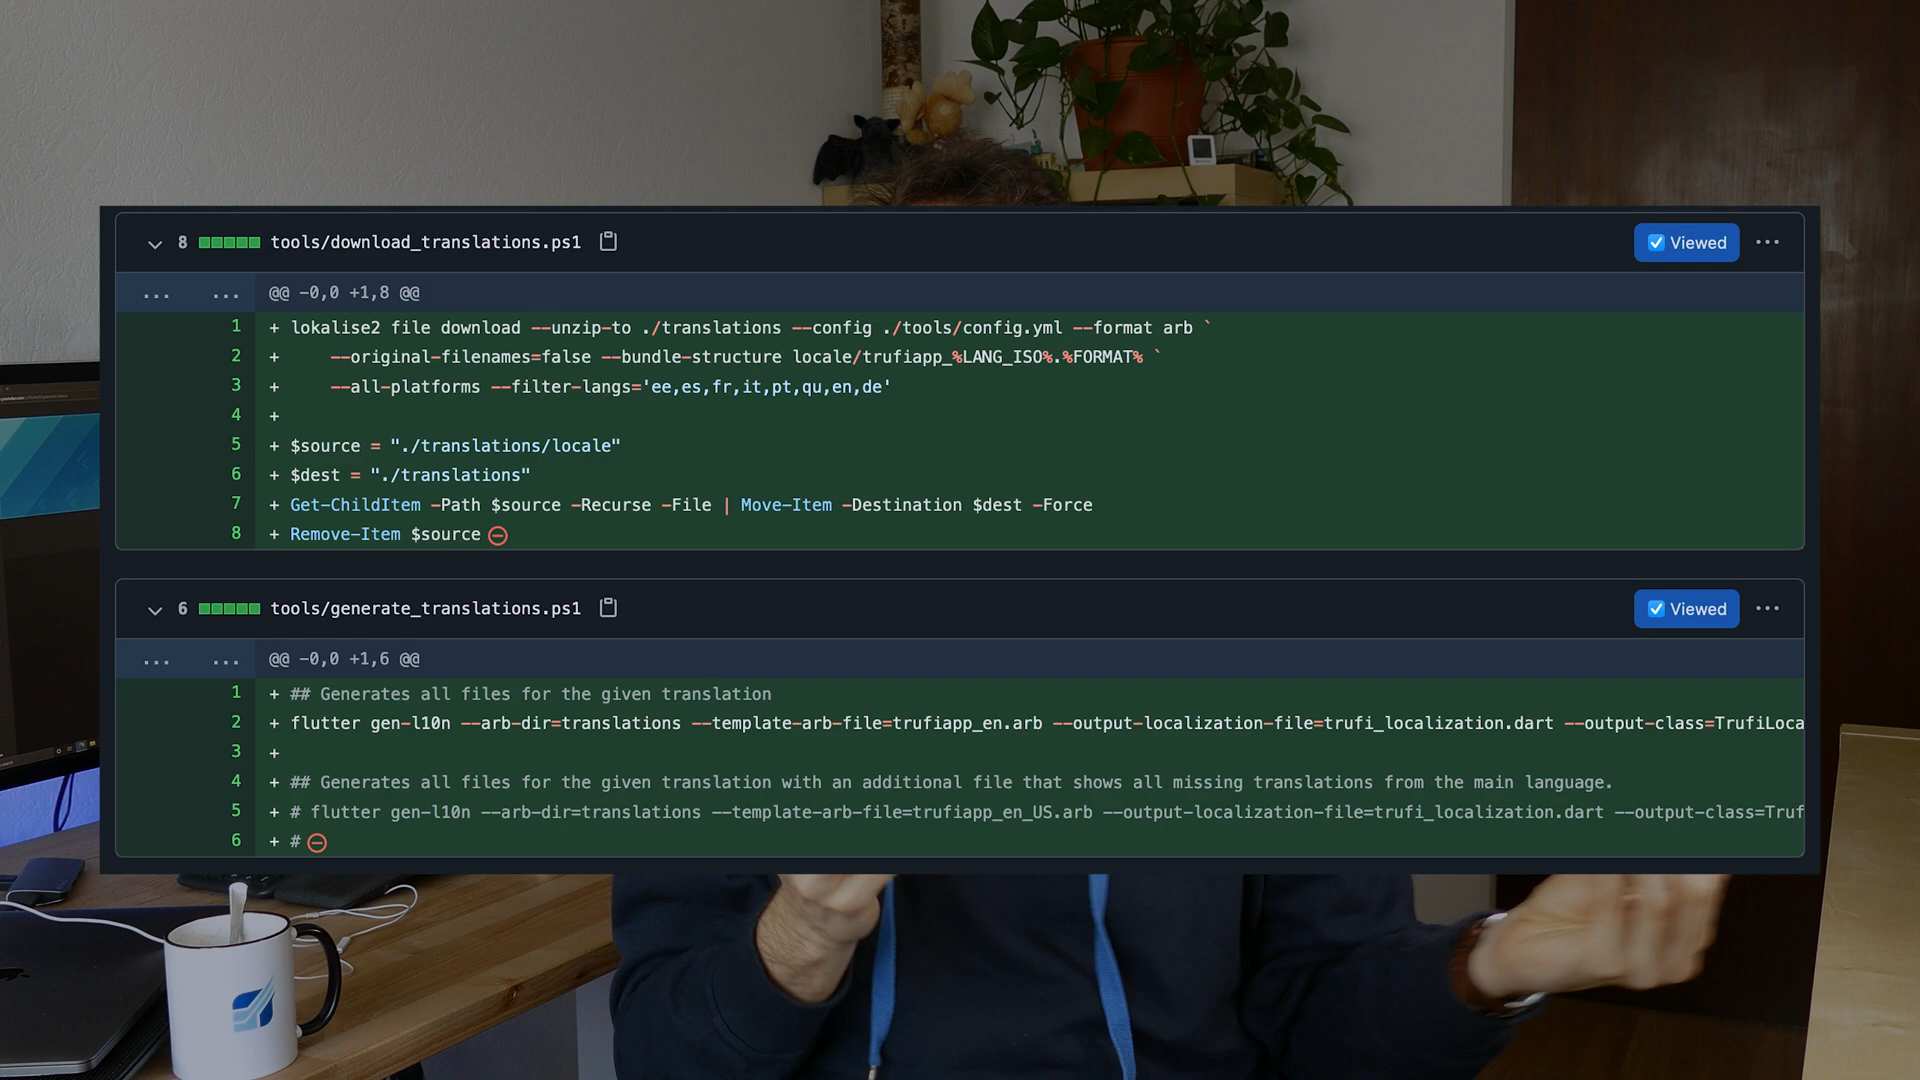 8 tools/download_translations.ps1 Viewed ...
... ... @@ -0,0 +1,8 @@
1 + lokalise2 file download --unzip-to ./translations --config ./tools/config.yml --format arb `
2 + --original-filenames=false --bundle-structure locale/trufiapp_%LANG_ISO%.%FORMAT% `
3 + --all-platforms --filter-langs='ee,es,fr,it,pt,qu,en,de'
4 +
5 + $source = "./translations/locale"
6 + $dest = "./translations"
7 + Get-ChildItem -Path $source -Recurse -File | Move-Item -Destination $dest -Force
8 + Remove-Item $source
6 tools/generate_translations.ps1 Viewed ...
... ... @@ -0,0 +1,6 @@
1 + ## Generates all files for the given translation
2 + flutter gen-l10n --arb-dir=translations --template-arb-file=trufiapp_en.arb --output-localization-file=trufi_localization.dart --output-class=TrufiLoca
3 +
4 + ## Generates all files for the given translation with an additional file that shows all missing translations from the main language.
5 + # flutter gen-l10n --arb-dir=translations --template-arb-file=trufiapp_en_US.arb --output-localization-file=trufi_localization.dart --output-class=Truf
6 + #